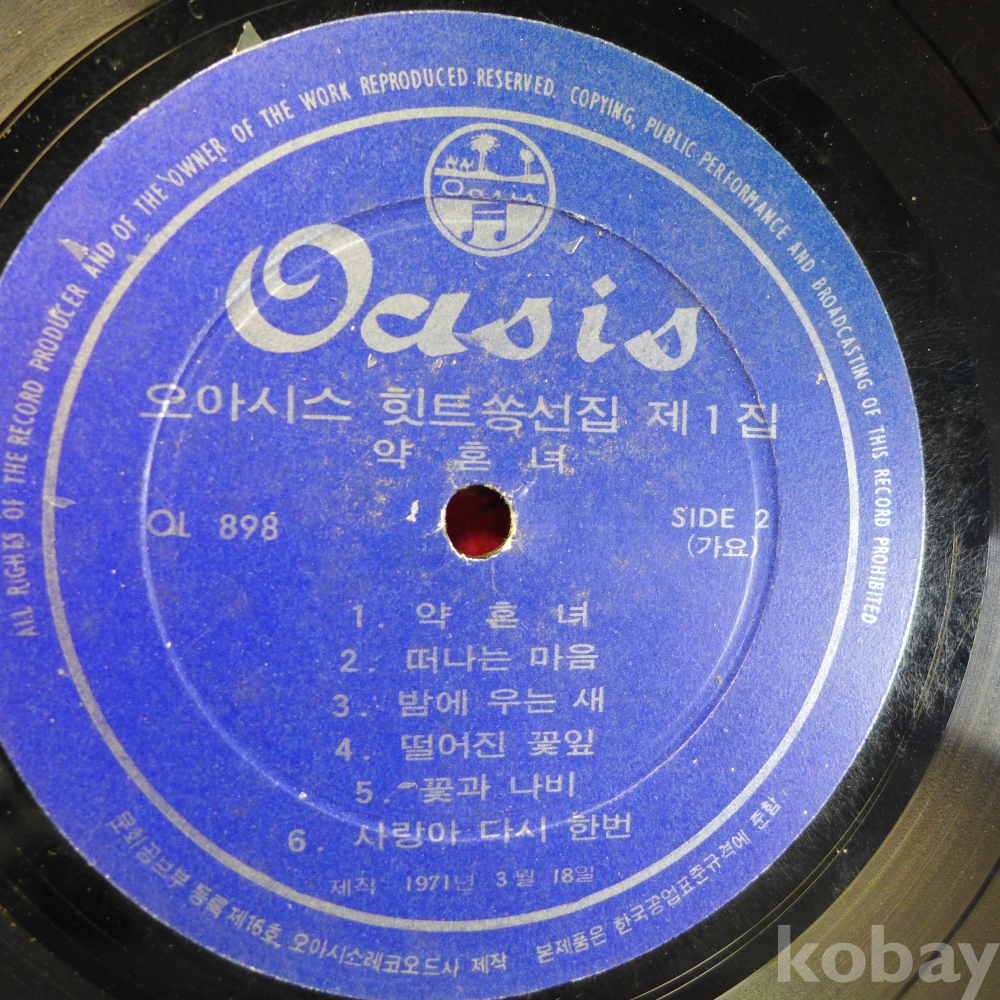 ALL RIGHTS OF THE RECORD PRODUCER AND OF THE OWNER OF THE WORK REPRODUCED RESERVED. COPYING, PUBLIC PERFORMANCE AND BROADCASTING OF THIS RECORD PROHIBITED
Oasis
Oasis
오아시스 힛트쏭선집 제1집
약 혼 녀
OL 898
SIDE 2
(가요)
1. 약 혼 녀
2. 떠나는 마음
3. 밤에 우는 새
4. 떨어진 꽃잎
5. 꽃과 나비
6. 사랑아 다시 한번
제작 1971년 3월 18일
문화공보부 등록 제16호. 오아시스레코오드사 제작 본제품은 한국공업표준규격에 준함.
kobay